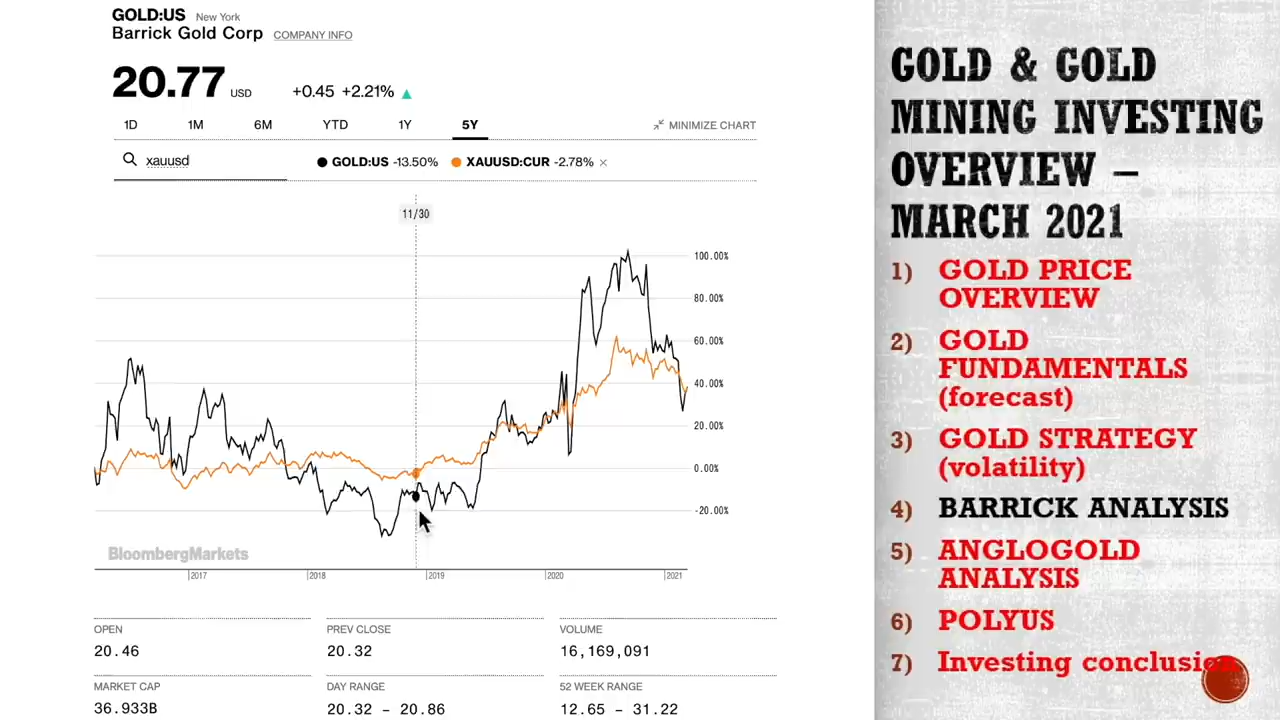 GOLD:US New York
Barrick Gold Corp COMPANY INFO
20.77 USD +0.45 +2.21%
1D 1M 6M YTD 1Y 5Y MINIMIZE CHART
xauusd GOLD:US -13.50% XAUUSD:CUR -2.78% ×
11/30
100.00%
80.00%
60.00%
40.00%
20.00%
0.00%
-20.00%
BloombergMarkets
2017 2018 2019 2020 2021
OPEN PREV CLOSE VOLUME
20.46 20.32 16,169,091
MARKET CAP DAY RANGE 52 WEEK RANGE
36.933B 20.32 - 20.86 12.65 - 31.22
GOLD & GOLD
MINING INVESTING
OVERVIEW –
MARCH 2021
1) GOLD PRICE
OVERVIEW
2) GOLD
FUNDAMENTALS
(forecast)
3) GOLD STRATEGY
(volatility)
4) BARRICK ANALYSIS
5) ANGLOGOLD
ANALYSIS
6) POLYUS
7) Investing